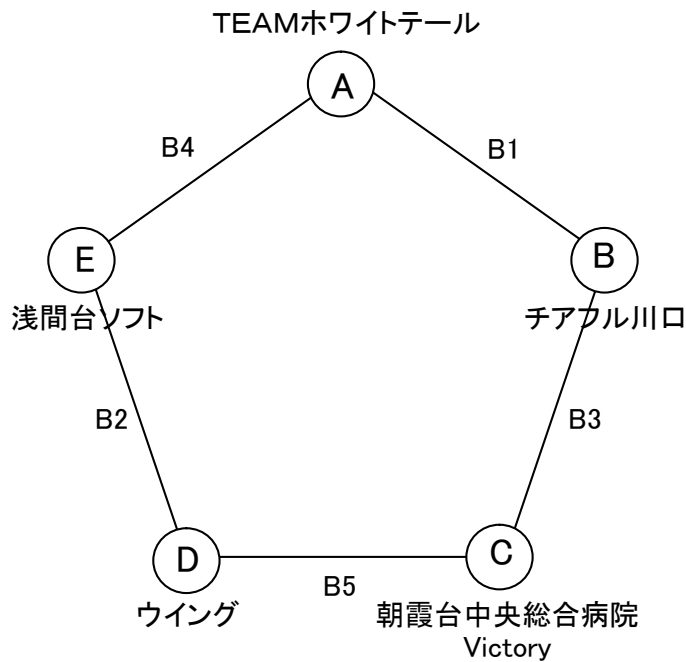 TEAMホワイトテール
A
B4
B1
E
B
浅間台ソフト
チアフル川口
B2
B3
D
C
B5
ウイング
朝霞台中央総合病院
Victory